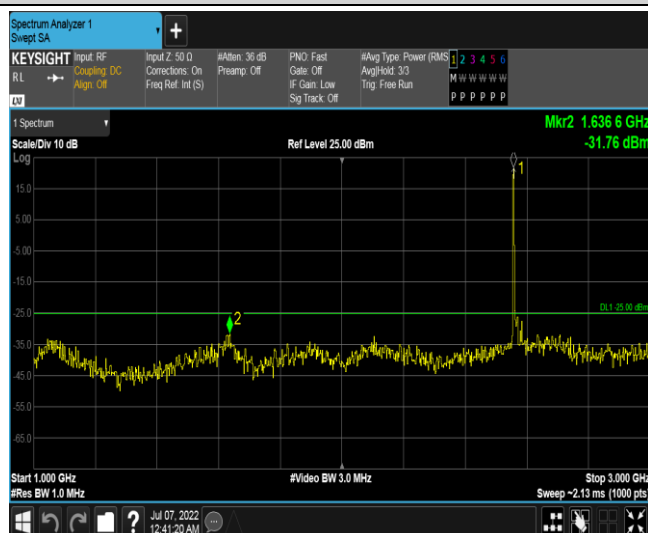 Spectrum Analyzer 1
Swept SA
+
KEYSIGHT
RL
LXI
Input: RF
Coupling: DC
Align: Off
Input Z: 50 Ω
Corrections: On
Freq Ref: Int (S)
#Atten: 36 dB
Preamp: Off
PNO: Fast
Gate: Off
IF Gain: Low
Sig Track: Off
#Avg Type: Power (RMS
Avg|Hold: 3/3
Trig: Free Run
1 2 3 4 5 6
M W W W W W
P P P P P P
1 Spectrum
Mkr2 1.636 6 GHz
-31.76 dBm
Scale/Div 10 dB
Ref Level 25.00 dBm
Log
15.0
5.00
-5.00
-15.0
-25.0
-35.0
-45.0
-55.0
-65.0
1
2
DL1 -25.00 dBm
Start 1.000 GHz
#Video BW 3.0 MHz
Stop 3.000 GHz
#Res BW 1.0 MHz
Sweep ~2.13 ms (1000 pts)
?
Jul 07, 2022
12:41:20 AM